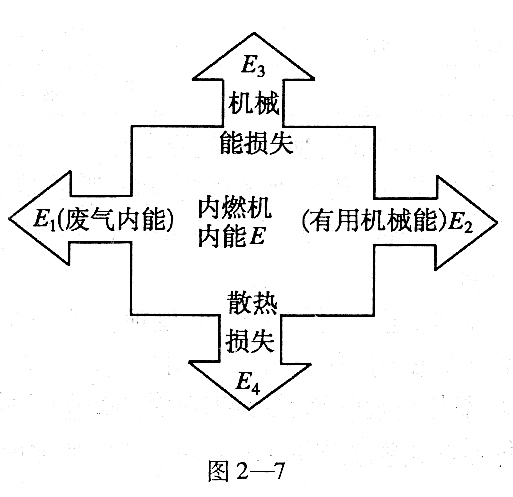 E₃
机械
能损失
E₁(废气内能)
内燃机
内能E
(有用机械能)E₂
散热
损失
E₄
图2—7